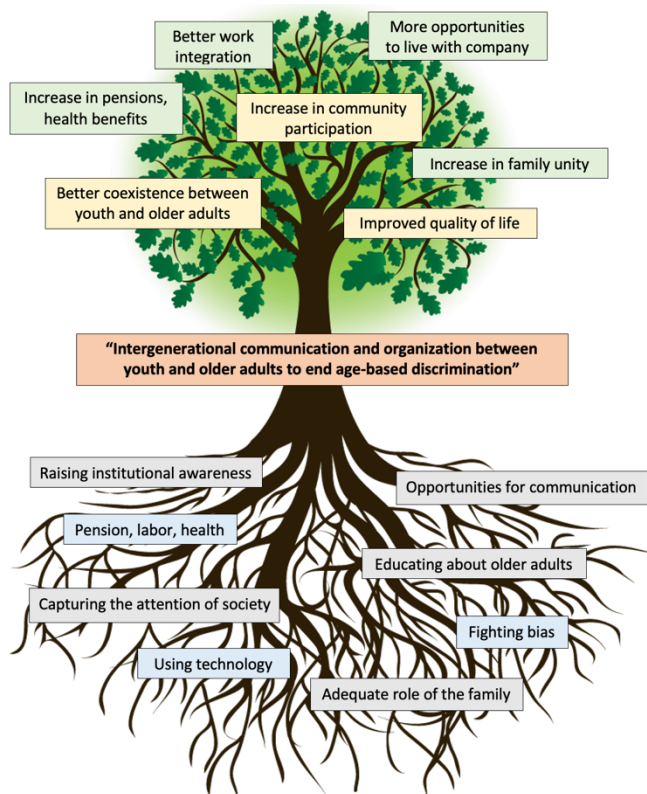 Better work
integration
More opportunities
to live with company
Increase in pensions,
health benefits
Increase in community
participation
Increase in family unity
Better coexistence between
youth and older adults
Improved quality of life
“Intergenerational communication and organization between
youth and older adults to end age-based discrimination”
Raising institutional awareness
Opportunities for communication
Pension, labor, health
Educating about older adults
Capturing the attention of society
Fighting bias
Using technology
Adequate role of the family